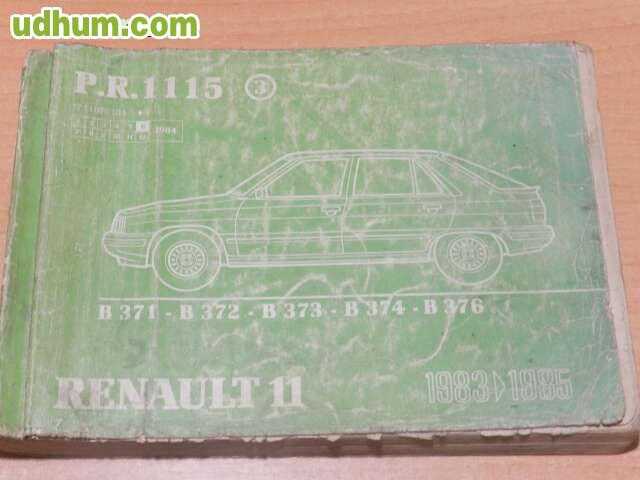 udhum.com
P.R.1115 ③
1984
B 371 - B 372 - B 373 - B 374 - B 376
RENAULT 11
1983▷1985